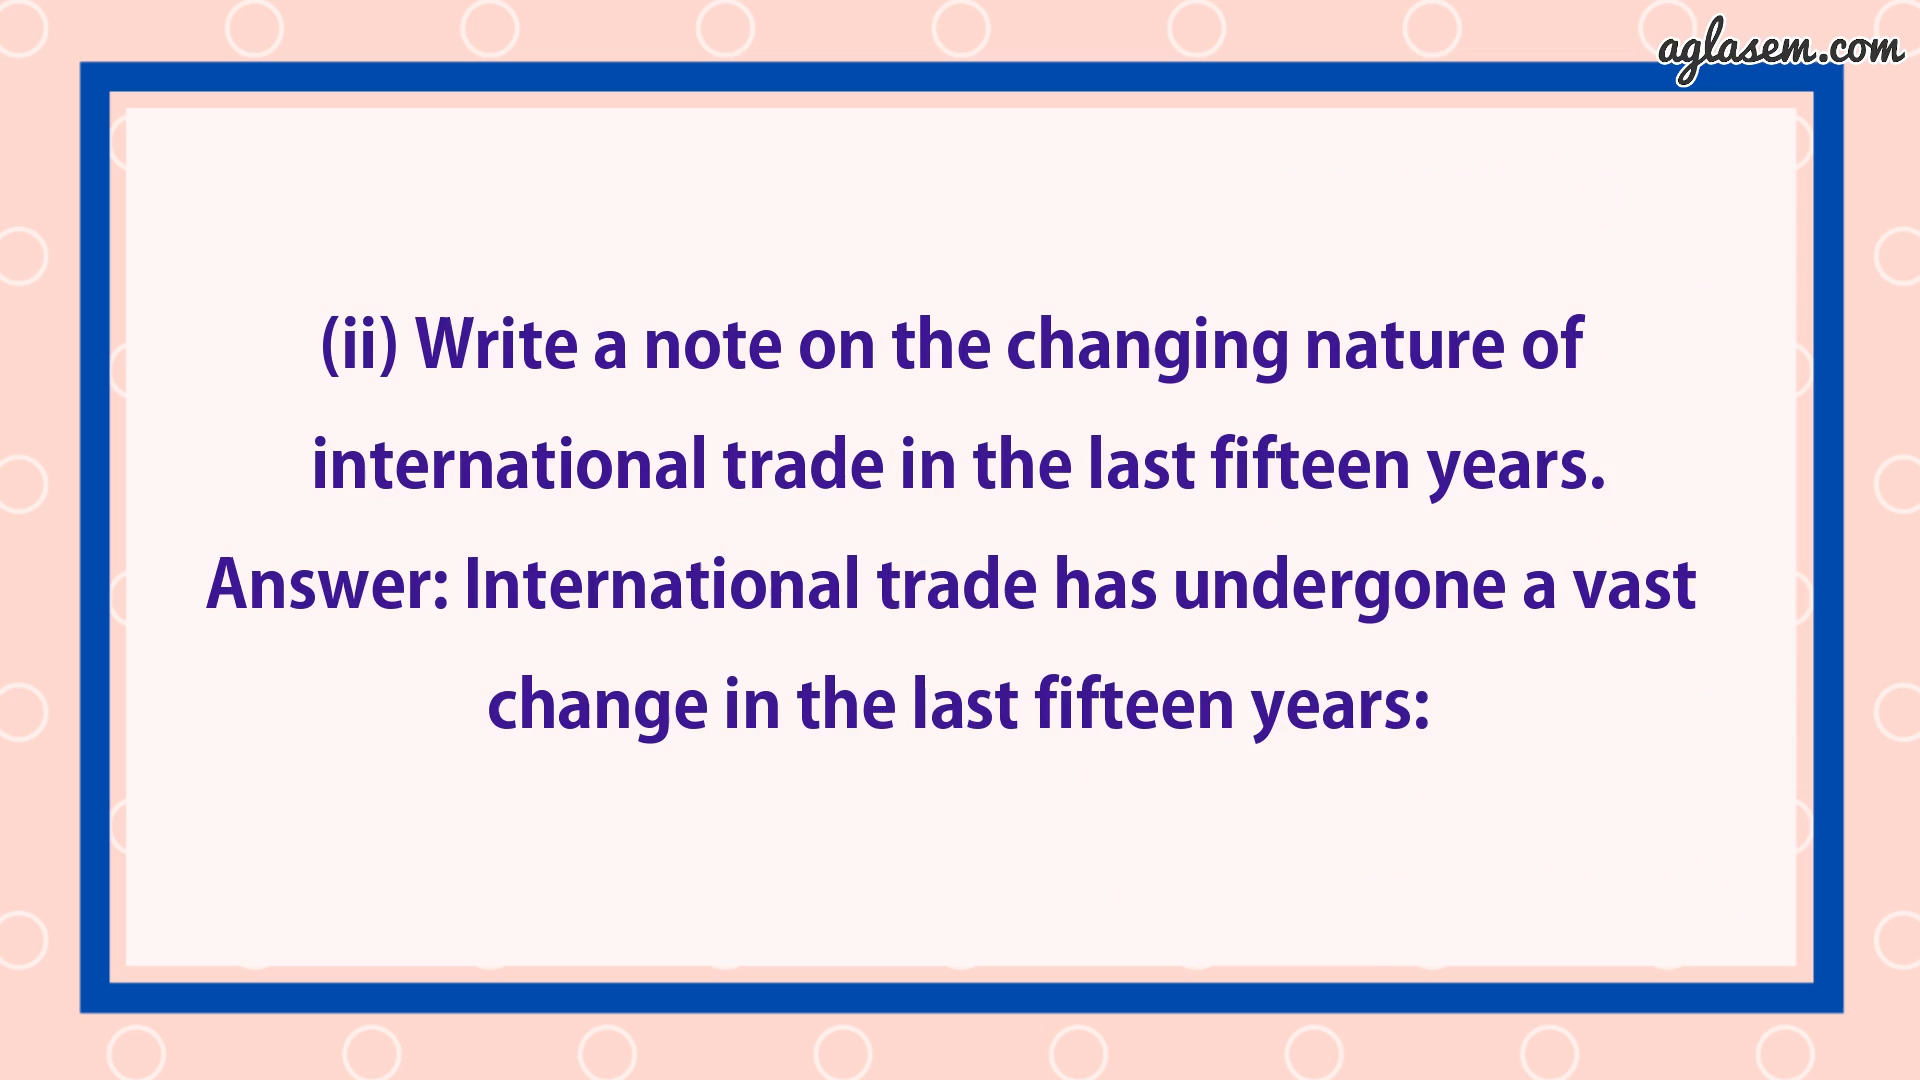 aglasem.com
(ii) Write a note on the changing nature of
international trade in the last fifteen years.
Answer: International trade has undergone a vast
change in the last fifteen years: